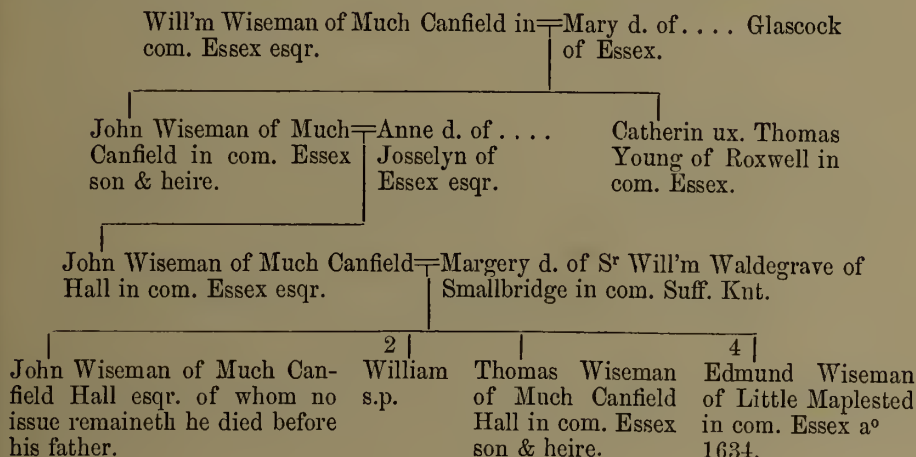 Will'm Wiseman of Much Canfield in
com. Essex esqr.
Mary d. of . . . . Glascock
of Essex.
John Wiseman of Much
Canfield in com. Essex
son & heire.
Anne d. of . . . .
Josselyn of
Essex esqr.
Catherin ux. Thomas
Young of Roxwell in
com. Essex.
John Wiseman of Much Canfield
Hall in com. Essex esqr.
Margery d. of Sʳ Will'm Waldegrave of
Smallbridge in com. Suff. Knt.
John Wiseman of Much Can-
field Hall esqr. of whom no
issue remaineth he died before
his father.
2
William
s.p.
Thomas Wiseman
of Much Canfield
Hall in com. Essex
son & heire.
4
Edmund Wiseman
of Little Maplested
in com. Essex aº
1634.